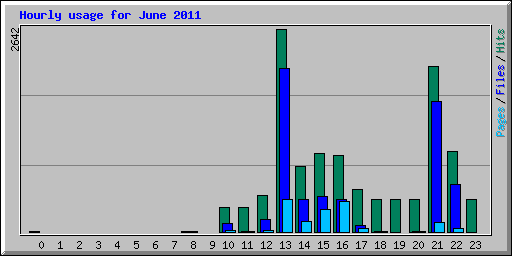 Hourly usage for June 2011
2642
Pages/Files/Hits
0 1 2 3 4 5 6 7 8 9 10 11 12 13 14 15 16 17 18 19 20 21 22 23